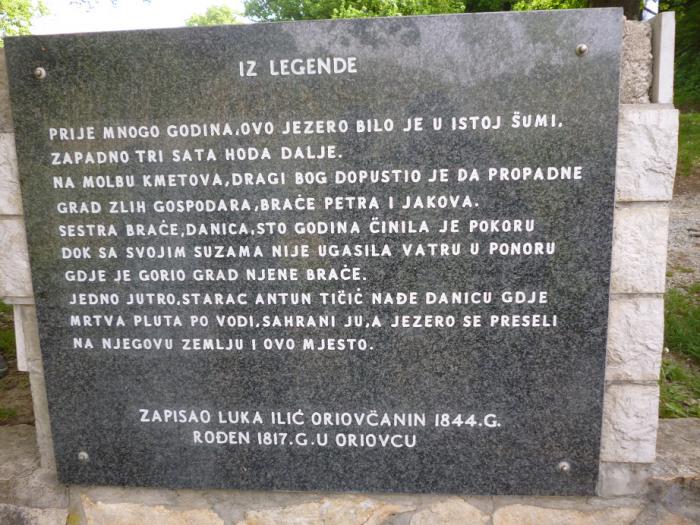 IZ LEGENDE
PRIJE MNOGO GODINA,OVO JEZERO BILO JE U ISTOJ ŠUMI,
ZAPADNO TRI SATA HODA DALJE.
NA MOLBU KMETOVA,DRAGI BOG DOPUSTIO JE DA PROPADNE
GRAD ZLIH GOSPODARA,BRAĆE PETRA I JAKOVA.
SESTRA BRAĆE,DANICA,STO GODINA ČINILA JE POKORU
DOK SA SVOJIM SUZAMA NIJE UGASILA VATRU U PONORU
GDJE JE GORIO GRAD NJENE BRAĆE.
JEDNO JUTRO,STARAC ANTUN TIČIĆ NAĐE DANICU GDJE
MRTVA PLUTA PO VODI,SAHRANI JU,A JEZERO SE PRESELI
NA NJEGOVU ZEMLJU I OVO MJESTO.
ZAPISAO LUKA ILIĆ ORIOVČANIN 1844.G.
ROĐEN 1817.G.U ORIOVCU